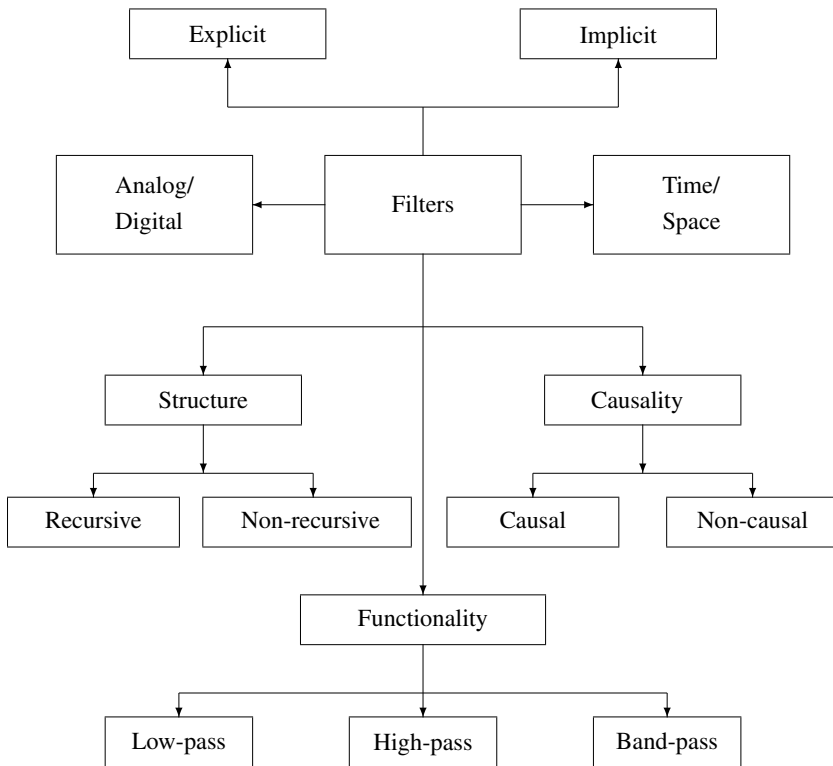 Explicit
Implicit
Analog/
Digital
Filters
Time/
Space
Structure
Causality
Recursive
Non-recursive
Causal
Non-causal
Functionality
Low-pass
High-pass
Band-pass